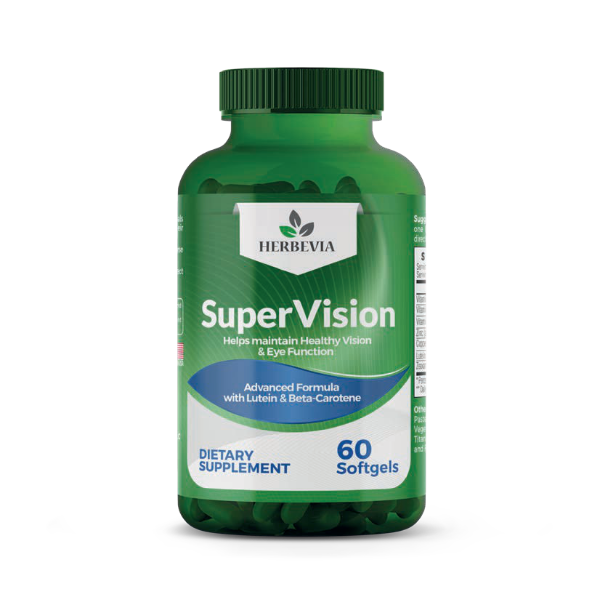 HERBEVIA
SuperVision
Helps maintain Healthy Vision
& Eye Function
Advanced Formula
with Lutein & Beta-Carotene
DIETARY
SUPPLEMENT
60
Softgels